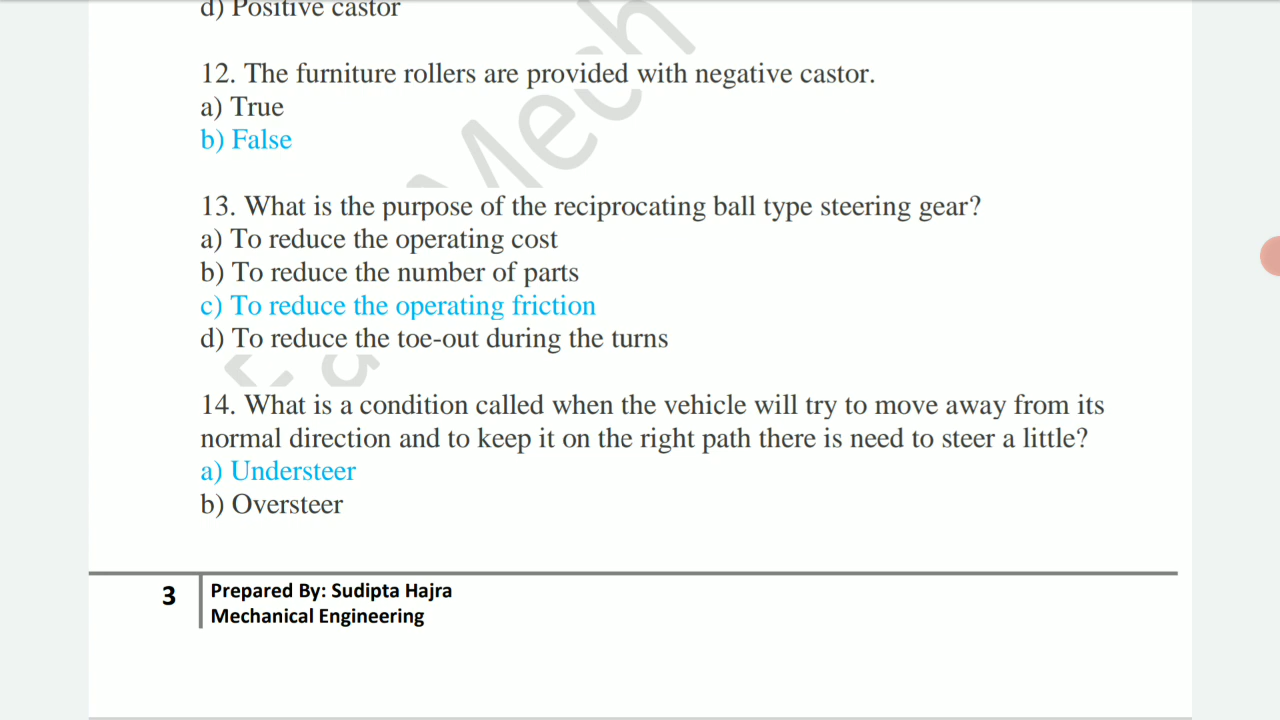 d) Positive castor
12. The furniture rollers are provided with negative castor.
a) True
b) False
13. What is the purpose of the reciprocating ball type steering gear?
a) To reduce the operating cost
b) To reduce the number of parts
c) To reduce the operating friction
d) To reduce the toe-out during the turns
14. What is a condition called when the vehicle will try to move away from its
normal direction and to keep it on the right path there is need to steer a little?
a) Understeer
b) Oversteer
3
Prepared By: Sudipta Hajra
Mechanical Engineering
Mech